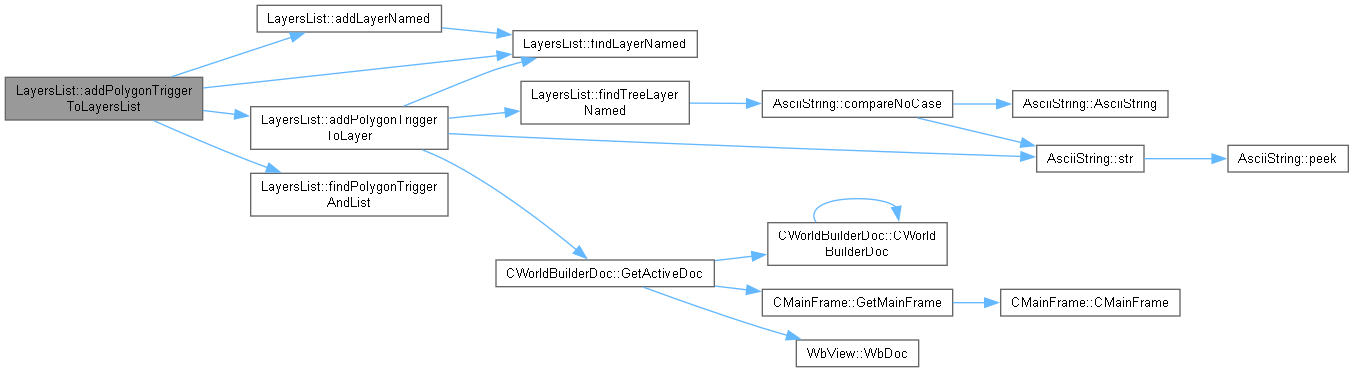 LayersList::addLayerNamed
LayersList::findLayerNamed
LayersList::addPolygonTrigger
ToLayersList
LayersList::findTreeLayer
Named
AsciiString::compareNoCase
AsciiString::AsciiString
LayersList::addPolygonTrigger
ToLayer
AsciiString::str
AsciiString::peek
LayersList::findPolygonTrigger
AndList
CWorldBuilderDoc::CWorld
BuilderDoc
CWorldBuilderDoc::GetActiveDoc
CMainFrame::GetMainFrame
CMainFrame::CMainFrame
WbView::WbDoc